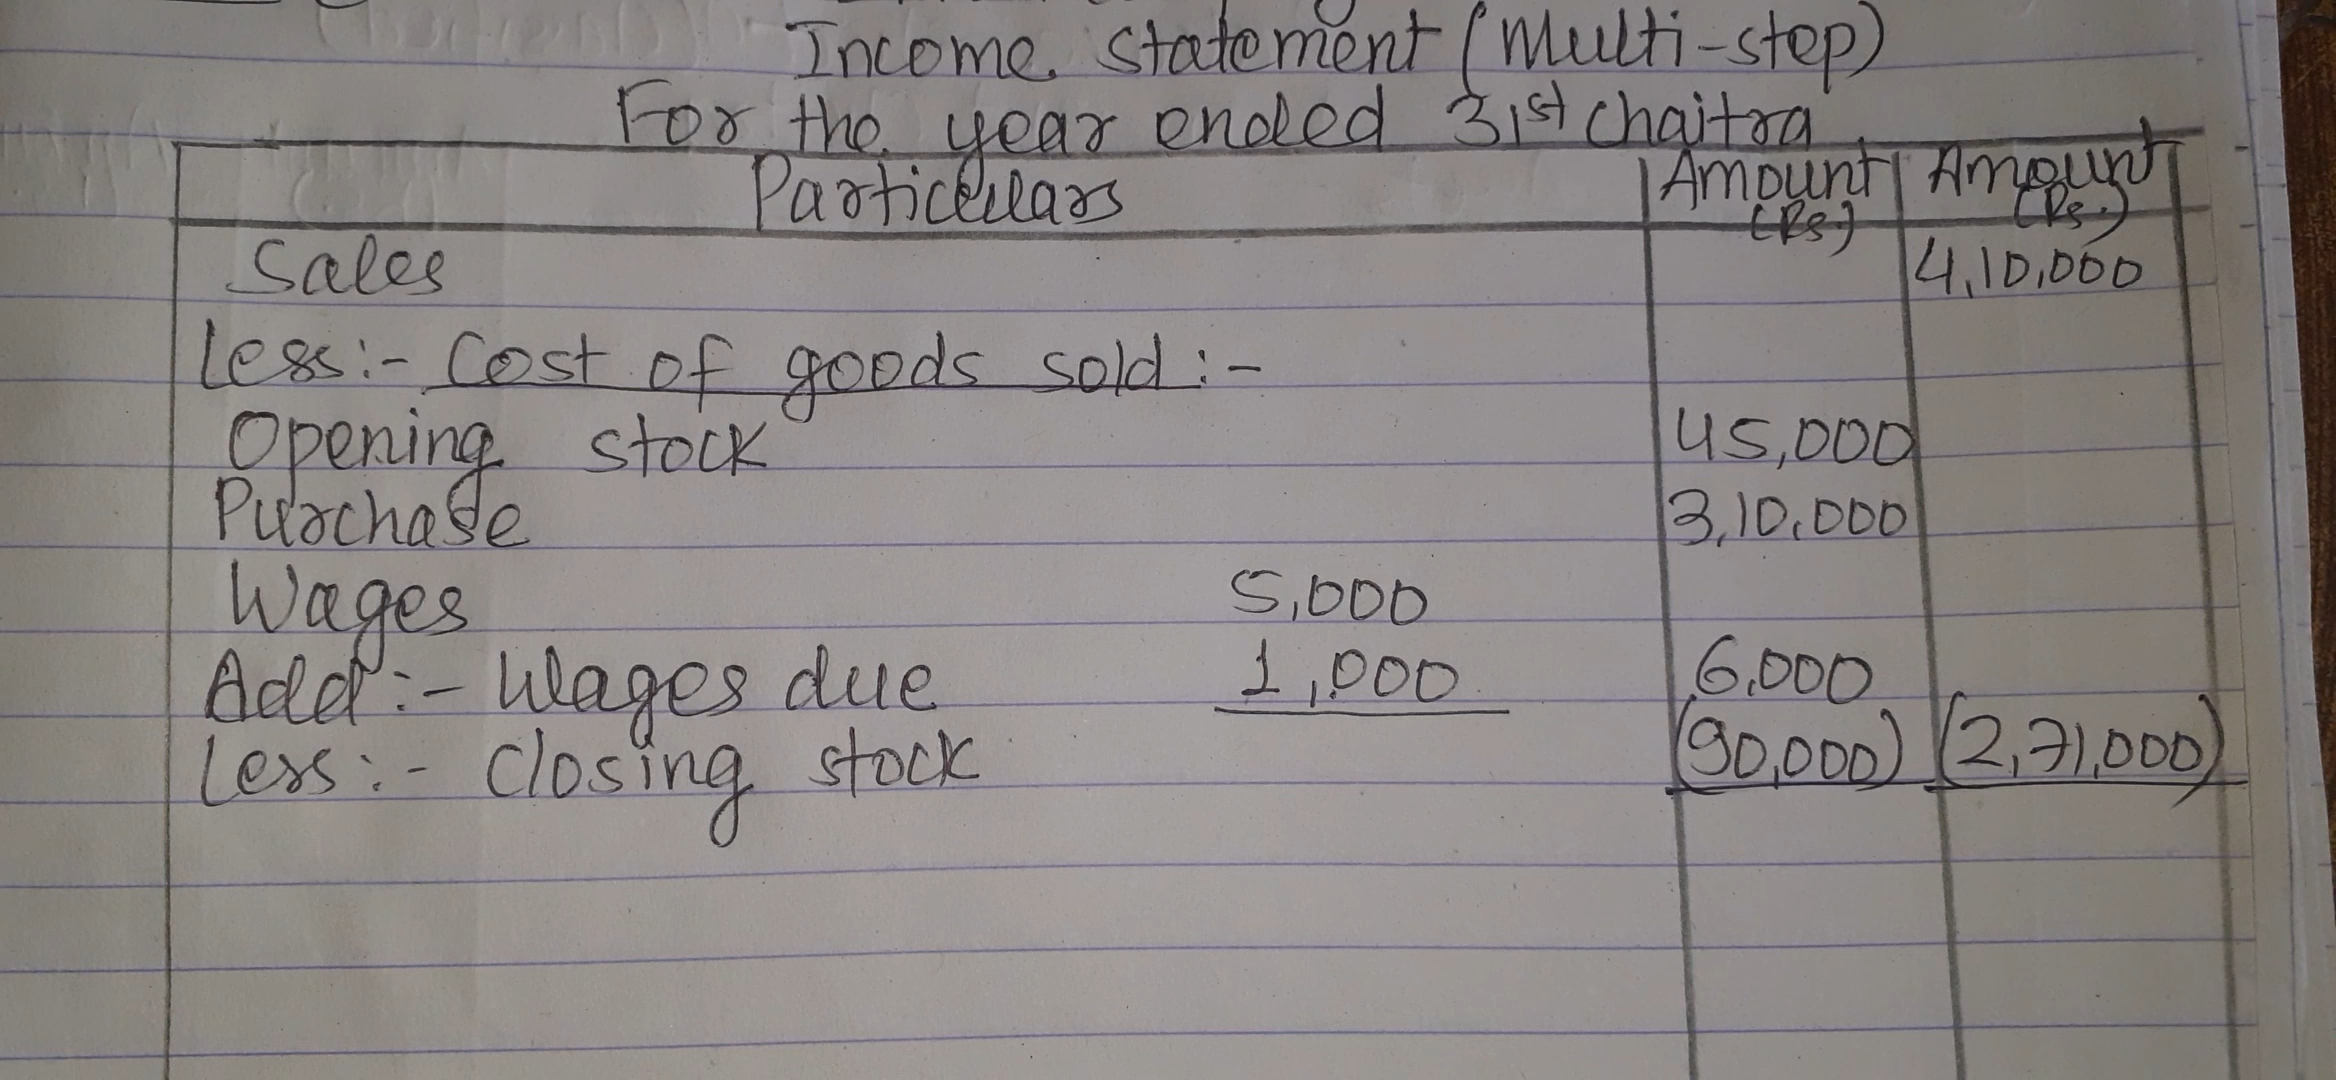 Income Statement (Multi-step)
For the year ended 31st chaitra
Particulars Amount (Rs.) Amount (Rs.)
Sales 4,10,000
Less:- Cost of goods sold:-
Opening stock 45,000
Purchase 3,10,000
Wages 5,000
Add:- Wages due 1,000 6,000
Less:- Closing stock (90,000) (2,71,000)